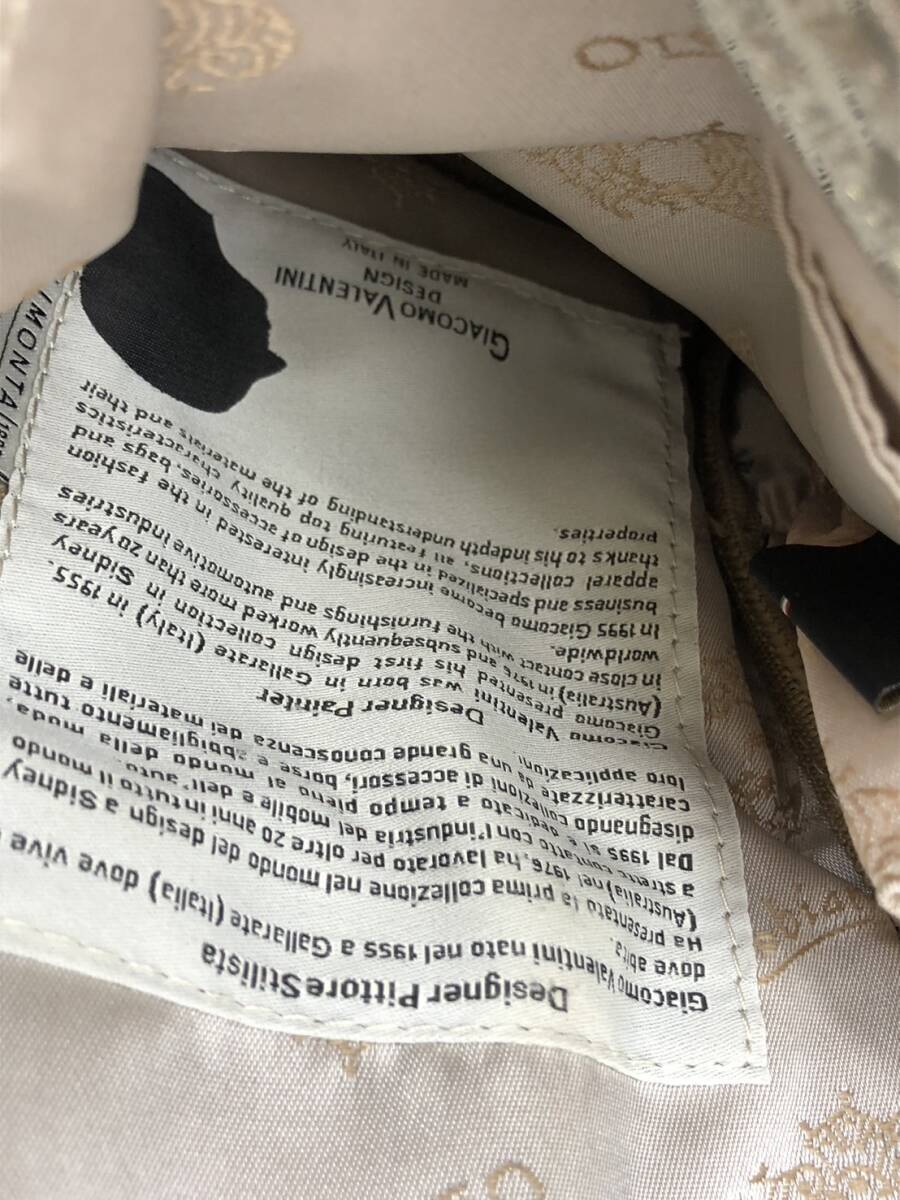 Designer Pittore Stilista
Giacomo Valentini nato nel 1955 a Gallarate (Italia) dove vive
dove abita.
Ha presentato la prima collezione nel mondo del design a Sidney
(Australia) nel 1976, ha lavorato per oltre 20 anni in tutto il mondo
a stretto contatto con l'industria del mobile e dell'auto.
Dal 1995 si è dedicato a tempo pieno al mondo della muda,
disegnando collezioni di accessori, borse e abbigliamento tutte
caratterizzate da una grande conoscenza dei materiali e delle
loro applicazioni
Designer Painter
Giacomo Valentini was born in Gallarate (Italy) in 1955.
Giacomo presented his first design collection in Sidney
(Australia) in 1976 and subsequently worked more than 20 years
in close contact with the furnishings and automotive industries
worldwide.
In 1995 Giacomo become increasingly interested in the fashion
business and specialized in the design of accessories, bags and
apparel collections, all featuring top quality characteristics
thanks to his indepth understanding of the materials and their
properties.
GIACOMO VALENTINI
DESIGN
MADE IN ITALY
IMONTA